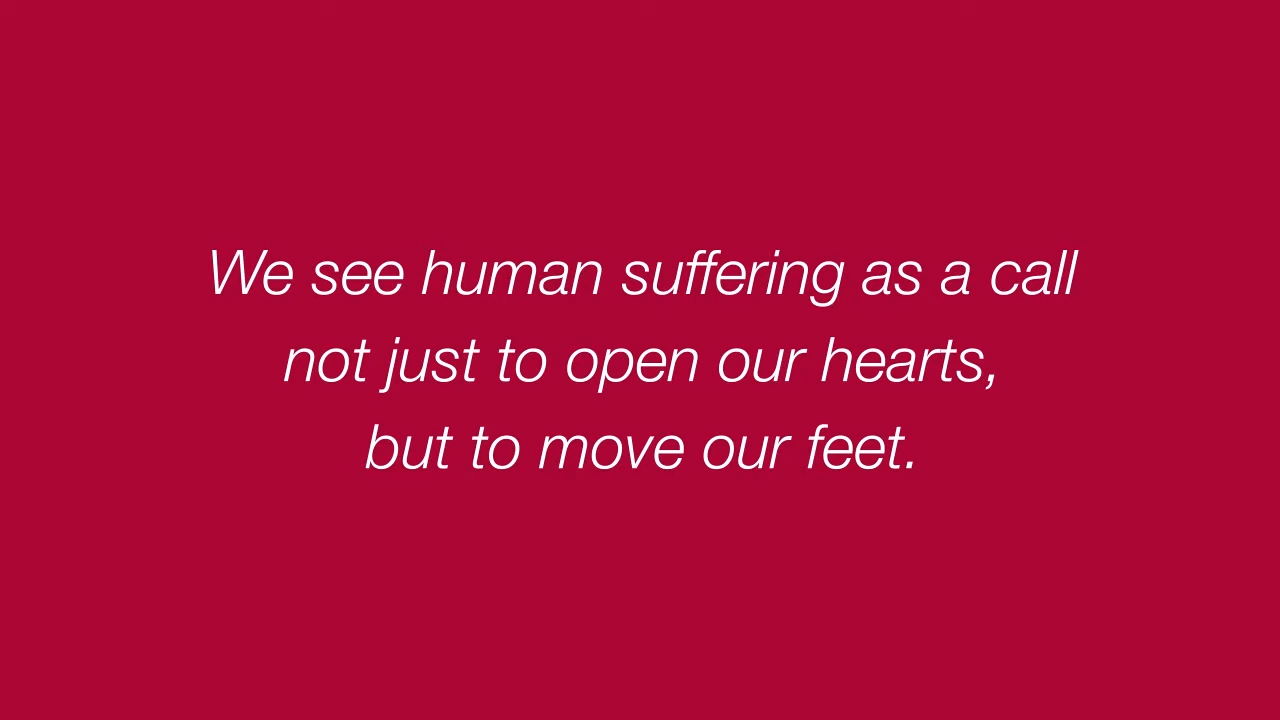 We see human suffering as a call
not just to open our hearts,
but to move our feet.